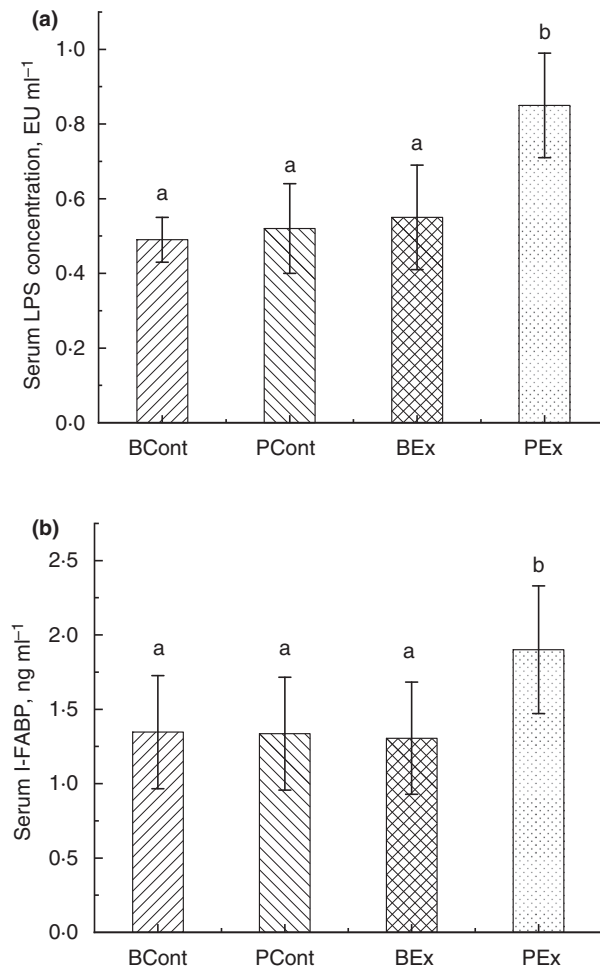 (a)
Serum LPS concentration, EU ml⁻¹
1·0
0·8
0·6
0·4
0·2
0·0
a
a
a
b
BCont PCont BEx PEx
(b)
Serum I-FABP, ng ml⁻¹
2·5
2·0
1·5
1·0
0·5
0·0
a
a
a
b
BCont PCont BEx PEx